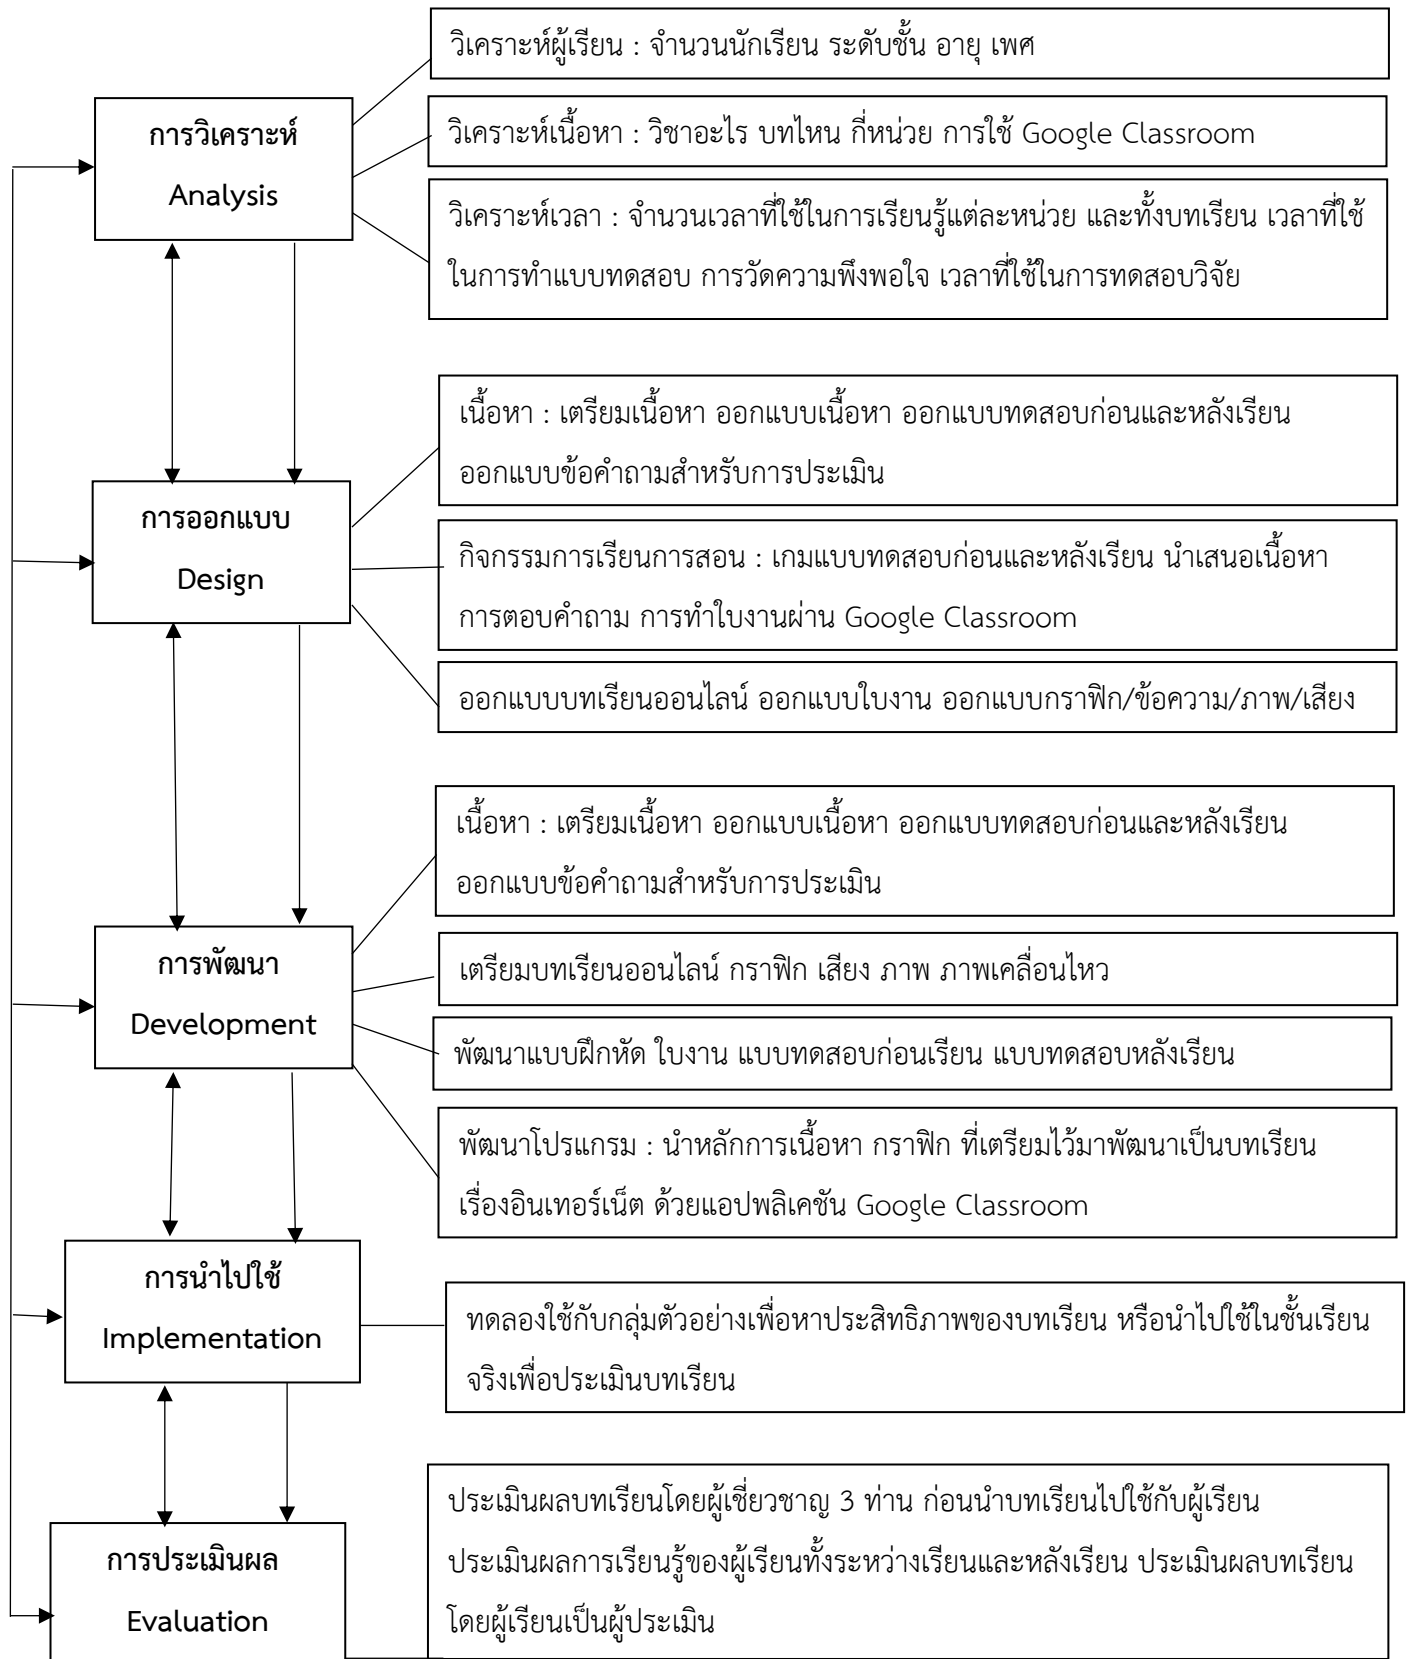 วิเคราะห์ผู้เรียน : จำนวนนักเรียน ระดับชั้น อายุ เพศ
การวิเคราะห์
Analysis
วิเคราะห์เนื้อหา : วิชาอะไร บทไหน กี่หน่วย การใช้ Google Classroom
วิเคราะห์เวลา : จำนวนเวลาที่ใช้ในการเรียนรู้แต่ละหน่วย และทั้งบทเรียน เวลาที่ใช้
ในการทำแบบทดสอบ การวัดความพึงพอใจ เวลาที่ใช้ในการทดสอบวิจัย
เนื้อหา : เตรียมเนื้อหา ออกแบบเนื้อหา ออกแบบทดสอบก่อนและหลังเรียน
ออกแบบข้อคำถามสำหรับการประเมิน
การออกแบบ
Design
กิจกรรมการเรียนการสอน : เกมแบบทดสอบก่อนและหลังเรียน นำเสนอเนื้อหา
การตอบคำถาม การทำใบงานผ่าน Google Classroom
ออกแบบบทเรียนออนไลน์ ออกแบบใบงาน ออกแบบกราฟิก/ข้อความ/ภาพ/เสียง
เนื้อหา : เตรียมเนื้อหา ออกแบบเนื้อหา ออกแบบทดสอบก่อนและหลังเรียน
ออกแบบข้อคำถามสำหรับการประเมิน
การพัฒนา
Development
เตรียมบทเรียนออนไลน์ กราฟิก เสียง ภาพ ภาพเคลื่อนไหว
พัฒนาแบบฝึกหัด ใบงาน แบบทดสอบก่อนเรียน แบบทดสอบหลังเรียน
พัฒนาโปรแกรม : นำหลักการเนื้อหา กราฟิก ที่เตรียมไว้มาพัฒนาเป็นบทเรียน
เรื่องอินเทอร์เน็ต ด้วยแอปพลิเคชัน Google Classroom
การนำไปใช้
Implementation
ทดลองใช้กับกลุ่มตัวอย่างเพื่อหาประสิทธิภาพของบทเรียน หรือนำไปใช้ในชั้นเรียน
จริงเพื่อประเมินบทเรียน
การประเมินผล
Evaluation
ประเมินผลบทเรียนโดยผู้เชี่ยวชาญ 3 ท่าน ก่อนนำบทเรียนไปใช้กับผู้เรียน
ประเมินผลการเรียนรู้ของผู้เรียนทั้งระหว่างเรียนและหลังเรียน ประเมินผลบทเรียน
โดยผู้เรียนเป็นผู้ประเมิน